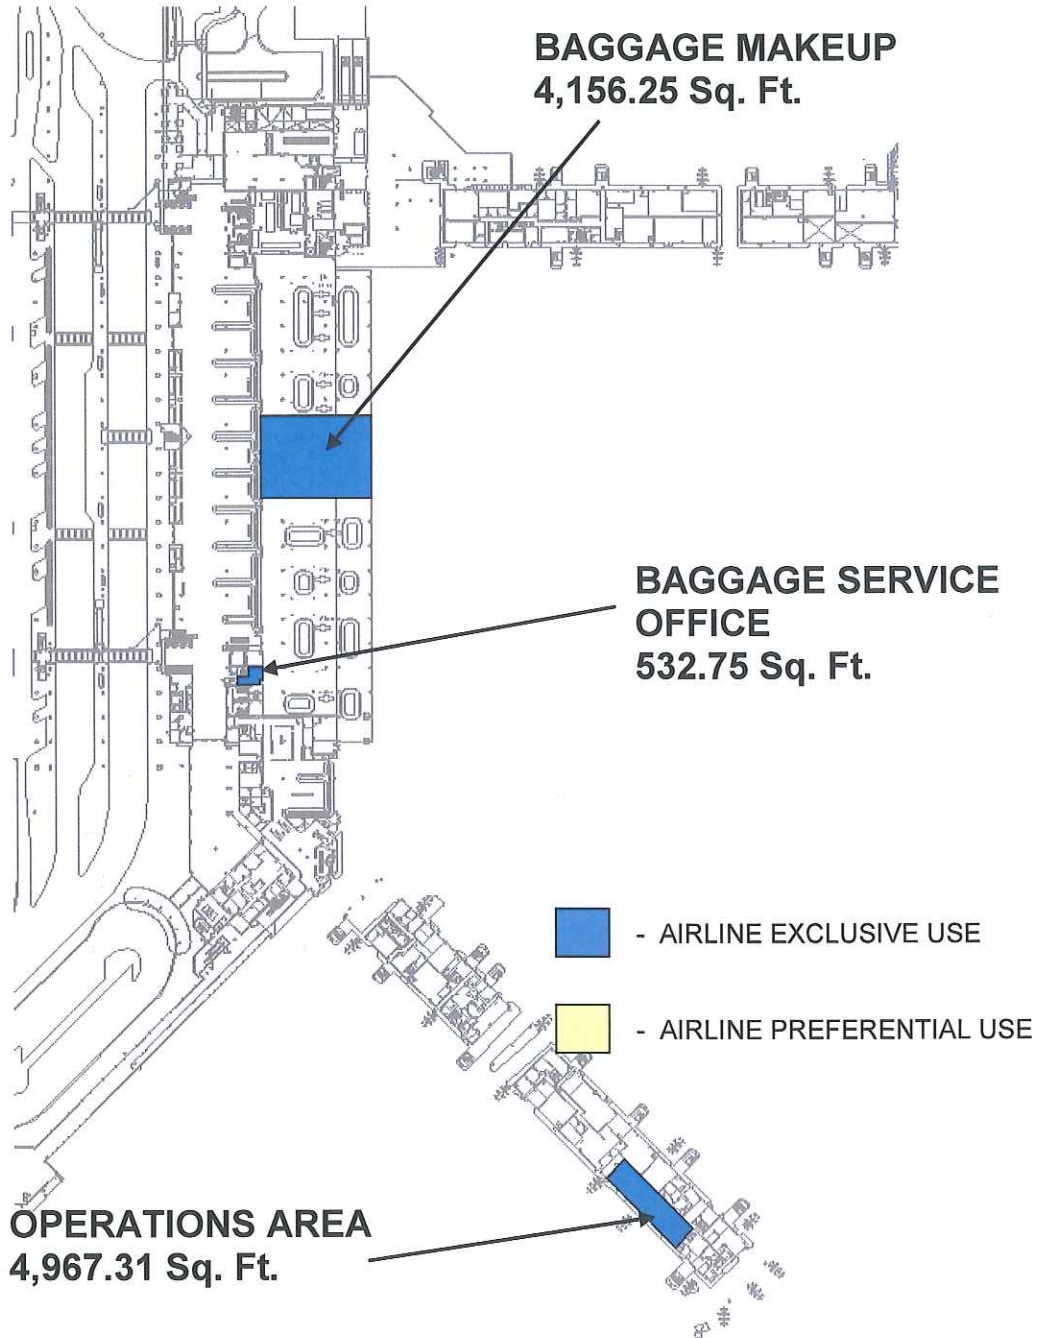 BAGGAGE MAKEUP
4,156.25 Sq. Ft.
BAGGAGE SERVICE
OFFICE
532.75 Sq. Ft.
- AIRLINE EXCLUSIVE USE
- AIRLINE PREFERENTIAL USE
OPERATIONS AREA
4,967.31 Sq. Ft.